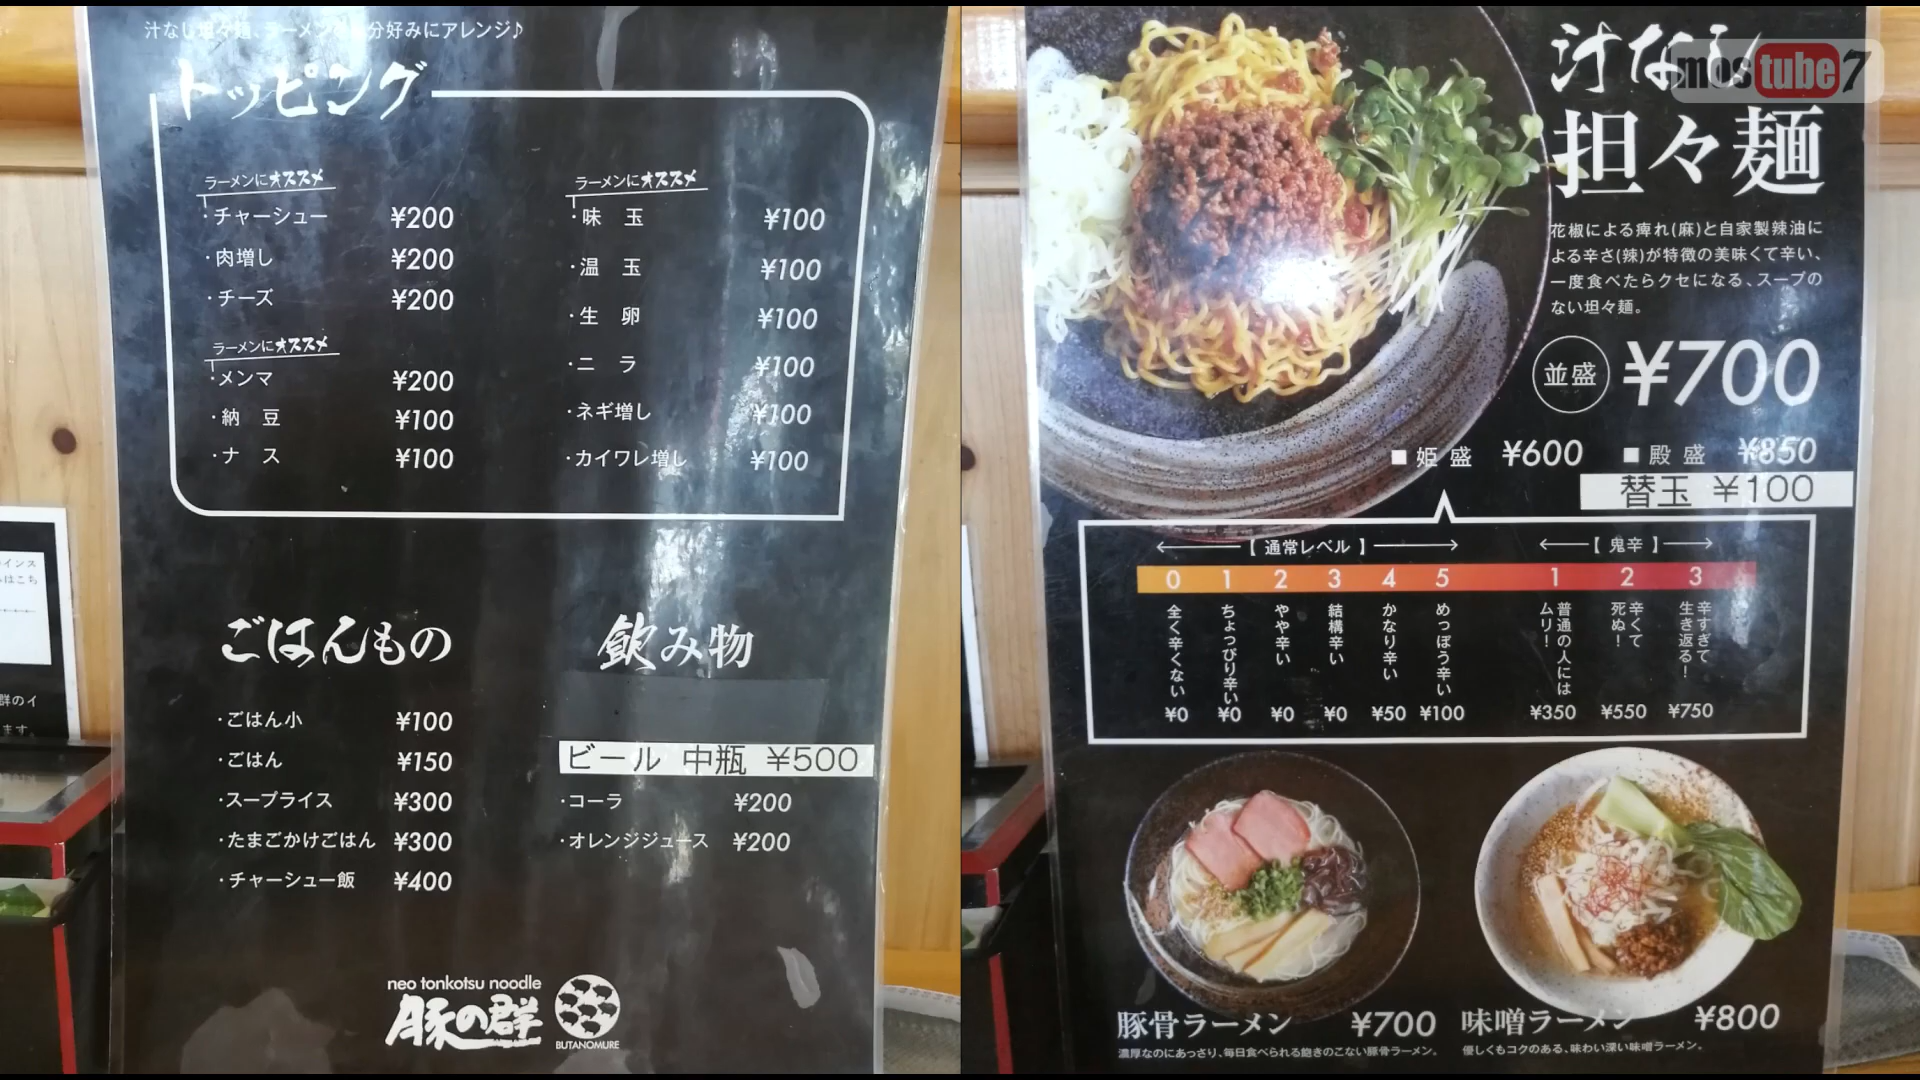 汁なし担々麺、ラーメンを自分好みにアレンジ♪
トッピング
ラーメンにオススメ
・チャーシュー ¥200
・肉増し ¥200
・チーズ ¥200
ラーメンにオススメ
・メンマ ¥200
・納 豆 ¥100
・ナ ス ¥100
ラーメンにオススメ
・味 玉 ¥100
・温 玉 ¥100
・生 卵 ¥100
・ニ ラ ¥100
・ネギ増し ¥100
・カイワレ増し ¥100
ごはんもの
・ごはん小 ¥100
・ごはん ¥150
・スープライス ¥300
・たまごかけごはん ¥300
・チャーシュー飯 ¥400
飲み物
ビール 中瓶 ¥500
・コーラ ¥200
・オレンジジュース ¥200
neo tonkotsu noodle
豚の群
BUTANOMURE
インス
はこち
群のイ
ます。
mostube7
汁なし
担々麺
花椒による痺れ(麻)と自家製辣油に
よる辛さ(辣)が特徴の美味くて辛い、
一度食べたらクセになる、スープの
ない坦々麺。
並盛 ¥700
■姫 盛 ¥600 ■殿 盛 ¥850
替玉 ¥100
【 通常レベル 】 【 鬼辛 】
0 1 2 3 4 5 1 2 3
全く辛くない
ちょっぴり辛い
やや辛い
結構辛い
かなり辛い
めっぽう辛い
普通の人には
ムリ!
辛くて
死ぬ!
辛すぎて
生き返る!
¥0 ¥0 ¥0 ¥0 ¥50 ¥100 ¥350 ¥550 ¥750
豚骨ラーメン ¥700
濃厚なのにあっさり、毎日食べられる飽きのこない豚骨ラーメン。
味噌ラーメン ¥800
優しくもコクのある、味わい深い味噌ラーメン。